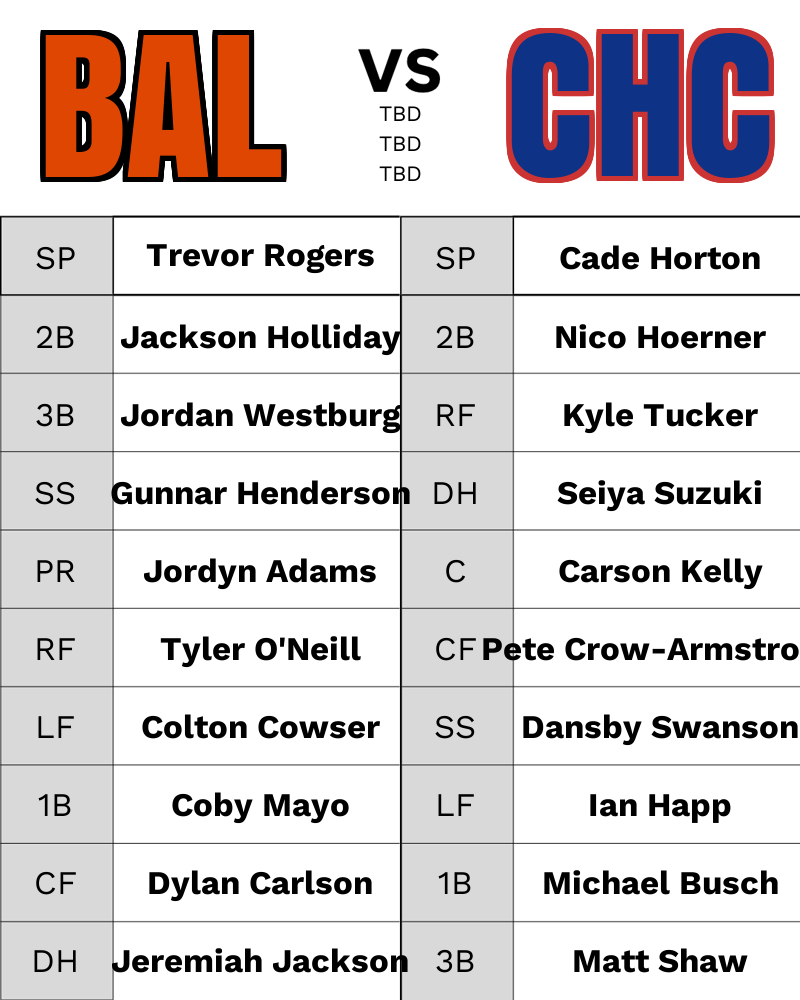 BAL
VS
CHC
TBD
TBD
TBD
SP Trevor Rogers SP Cade Horton
2B Jackson Holliday 2B Nico Hoerner
3B Jordan Westburg RF Kyle Tucker
SS Gunnar Henderson DH Seiya Suzuki
PR Jordyn Adams C Carson Kelly
RF Tyler O'Neill CF Pete Crow-Armstro
LF Colton Cowser SS Dansby Swanson
1B Coby Mayo LF Ian Happ
CF Dylan Carlson 1B Michael Busch
DH Jeremiah Jackson 3B Matt Shaw